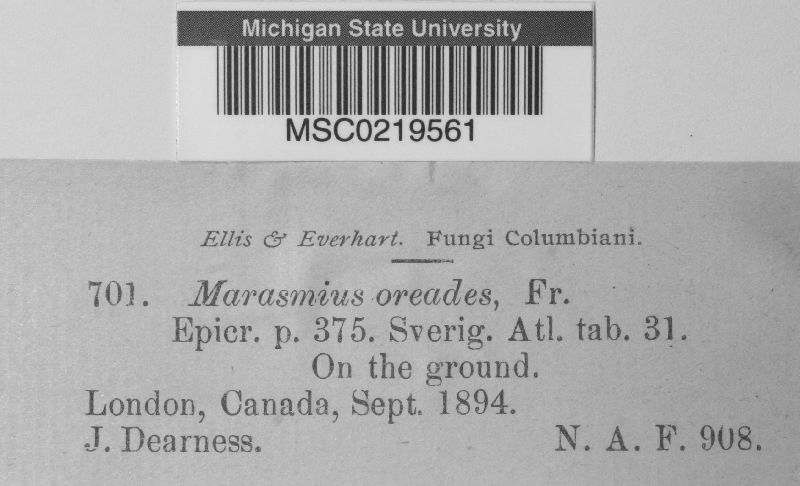 Michigan State University
MSC0219561
Ellis & Everhart. Fungi Columbiani.
701. Marasmius oreades, Fr.
Epicr. p. 375. Sverig. Atl. tab. 31.
On the ground.
London, Canada, Sept. 1894.
J. Dearness. N. A. F. 908.